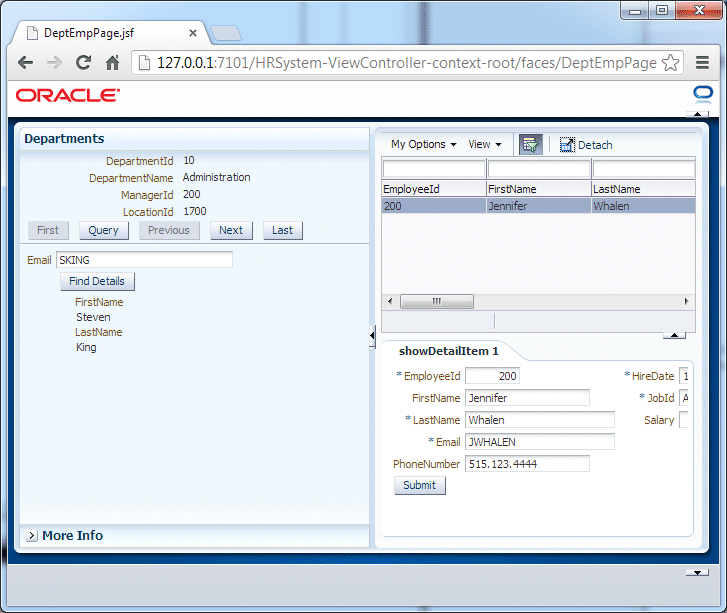 DeptEmpPage.jsf
127.0.0.1:7101/HRSystem-ViewController-context-root/faces/DeptEmpPage
ORACLE
Departments
DepartmentId 10
DepartmentName Administration
ManagerId 200
LocationId 1700
First Query Previous Next Last
Email SKING
Find Details
FirstName
Steven
LastName
King
More Info
My Options View Detach
EmployeeId FirstName LastName
200 Jennifer Whalen
showDetailItem 1
* EmployeeId 200 * HireDate 1
FirstName Jennifer * JobId A
* LastName Whalen Salary
* Email JWHALEN
PhoneNumber 515.123.4444
Submit